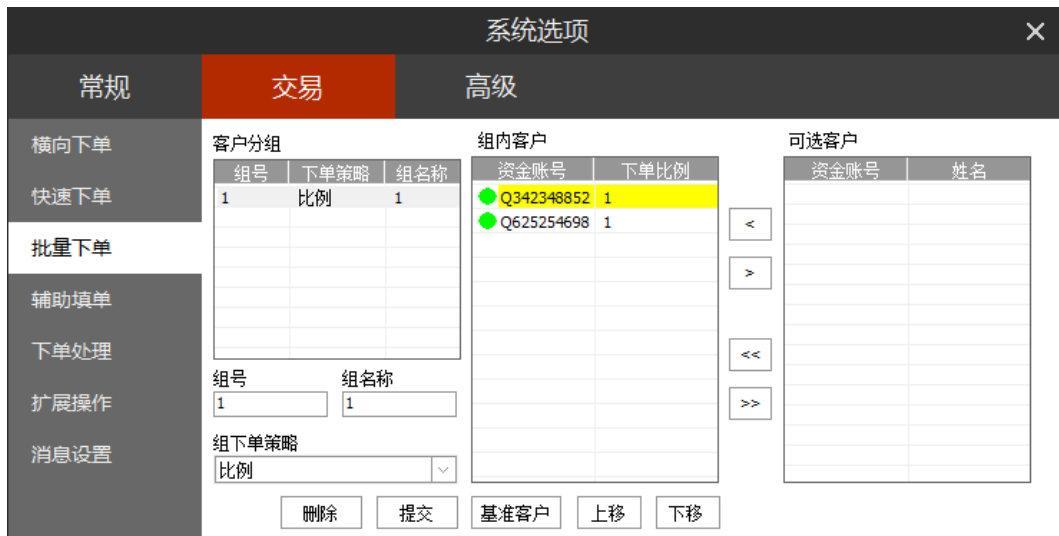 系统选项 ×
常规 交易 高级
横向下单
快速下单
批量下单
辅助填单
下单处理
扩展操作
消息设置
客户分组
组号 下单策略 组名称
1 比例 1
组号 组名称
1 1
组下单策略
比例
删除 提交
组内客户
资金账号 下单比例
Q342348852 1
Q625254698 1
基准客户 上移 下移
<
>
<<
>>
可选客户
资金账号 姓名